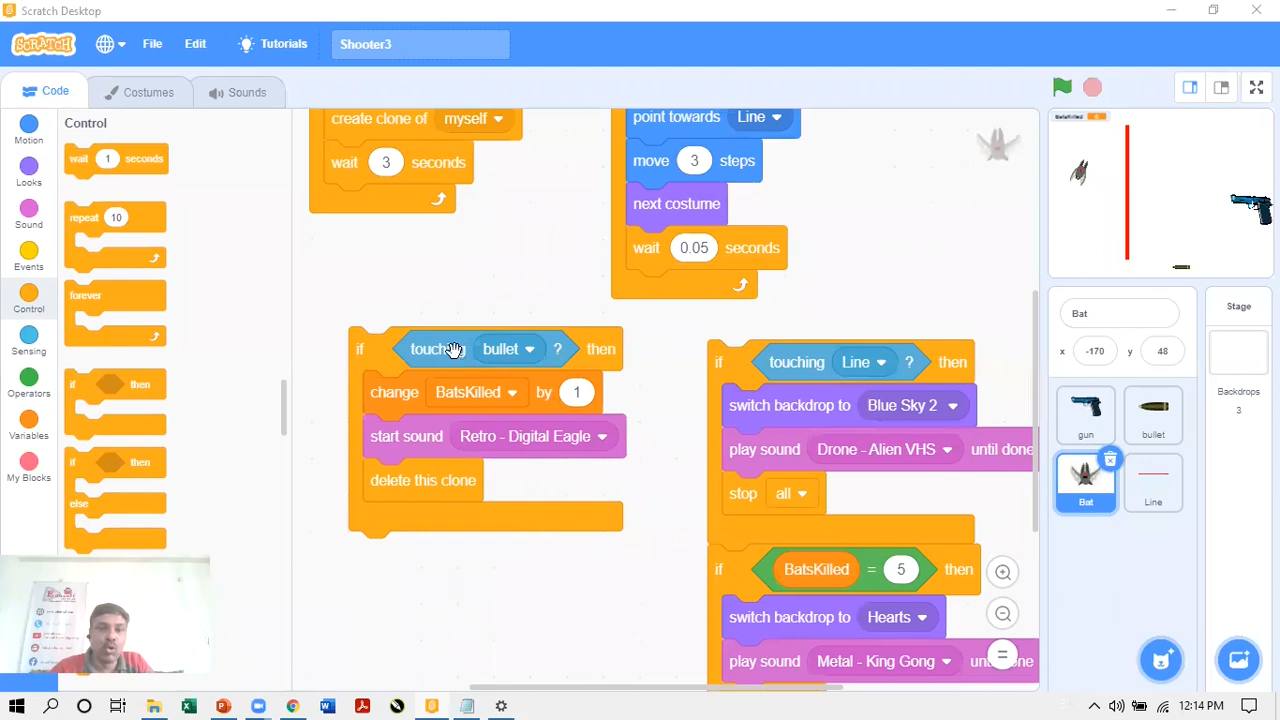 Scratch Desktop
SCRATCH
File
Edit
Tutorials
Shooter3
Code
Costumes
Sounds
Motion
Looks
Sound
Events
Control
Sensing
Operators
Variables
My Blocks
Control
wait 1 seconds
repeat 10
forever
if then
if then
else
create clone of myself
wait 3 seconds
point towards Line
move 3 steps
next costume
wait 0.05 seconds
if touching bullet ? then
change BatsKilled by 1
start sound Retro - Digital Eagle
delete this clone
if touching Line ? then
switch backdrop to Blue Sky 2
play sound Drone - Alien VHS until done
stop all
if BatsKilled = 5 then
switch backdrop to Hearts
play sound Metal - King Gong
BatsKilled
Bat
x -170 y 48
gun
bullet
Bat
Line
Stage
Backdrops
3
12:14 PM